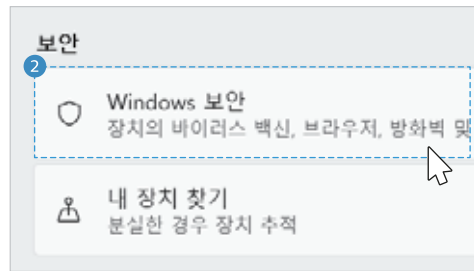 보안
2
Windows 보안
장치의 바이러스 백신, 브라우저, 방화벽 및
내 장치 찾기
분실한 경우 장치 추적